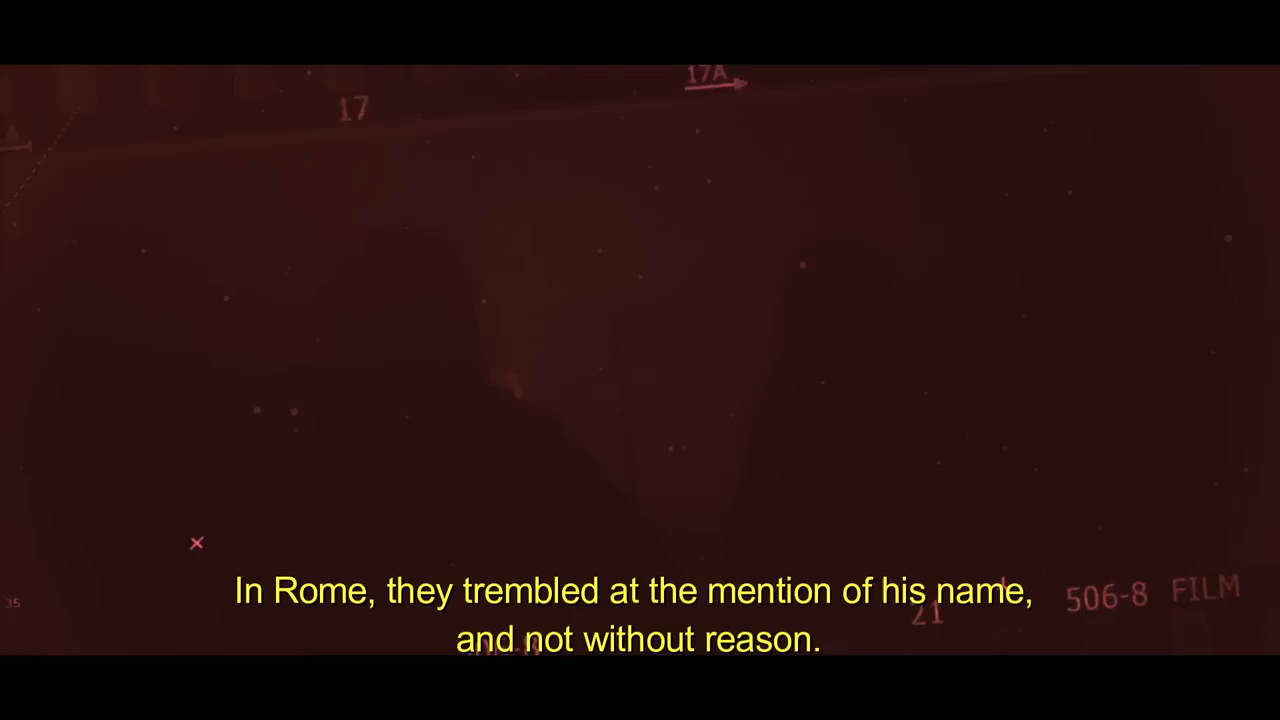 17A
17
In Rome, they trembled at the mention of his name,
506-8 FILM
21
and not without reason.
35